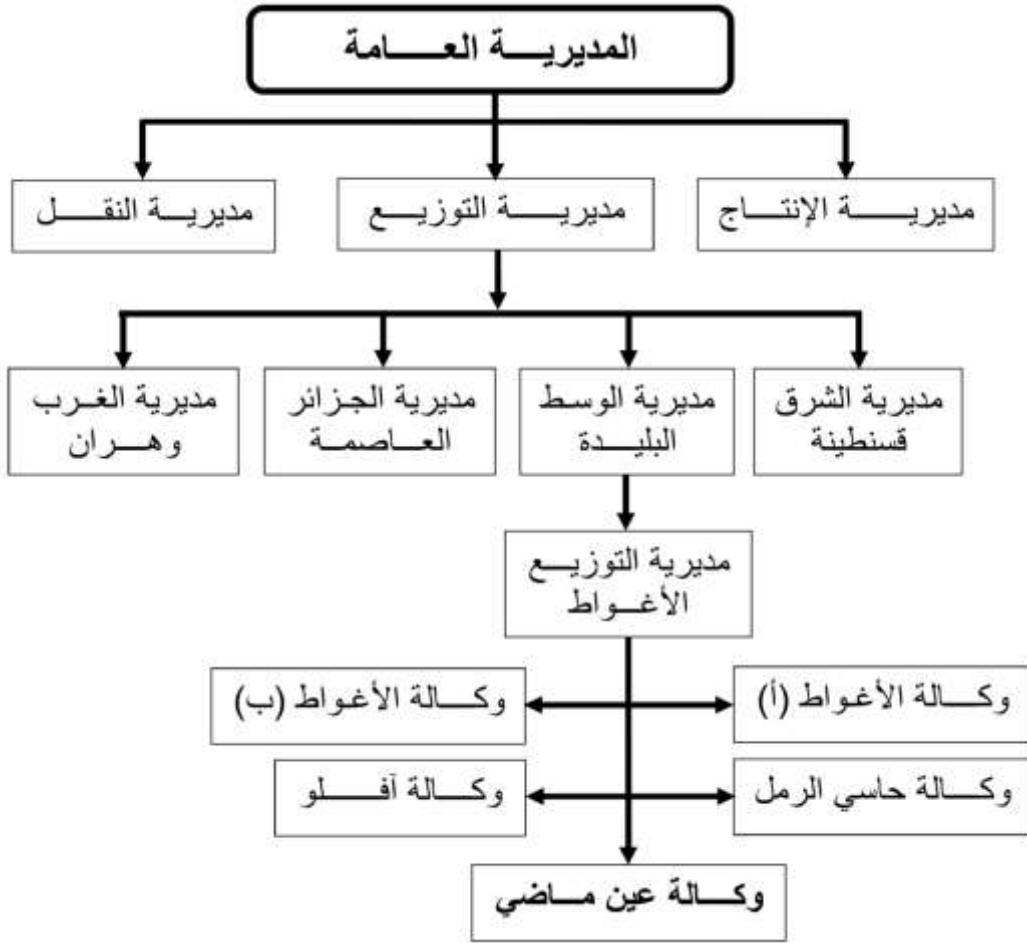 المديرية العامة
مديرية الإنتاج
مديرية التوزيع
مديرية النقل
مديرية الشرق
قسنطينة
مديرية الوسط
البليدة
مديرية الجزائر
العاصمة
مديرية الغرب
وهران
مديرية التوزيع
الأغواط
وكالة الأغواط (أ)
وكالة الأغواط (ب)
وكالة حاسي الرمل
وكالة آفلو
وكالة عين ماضي